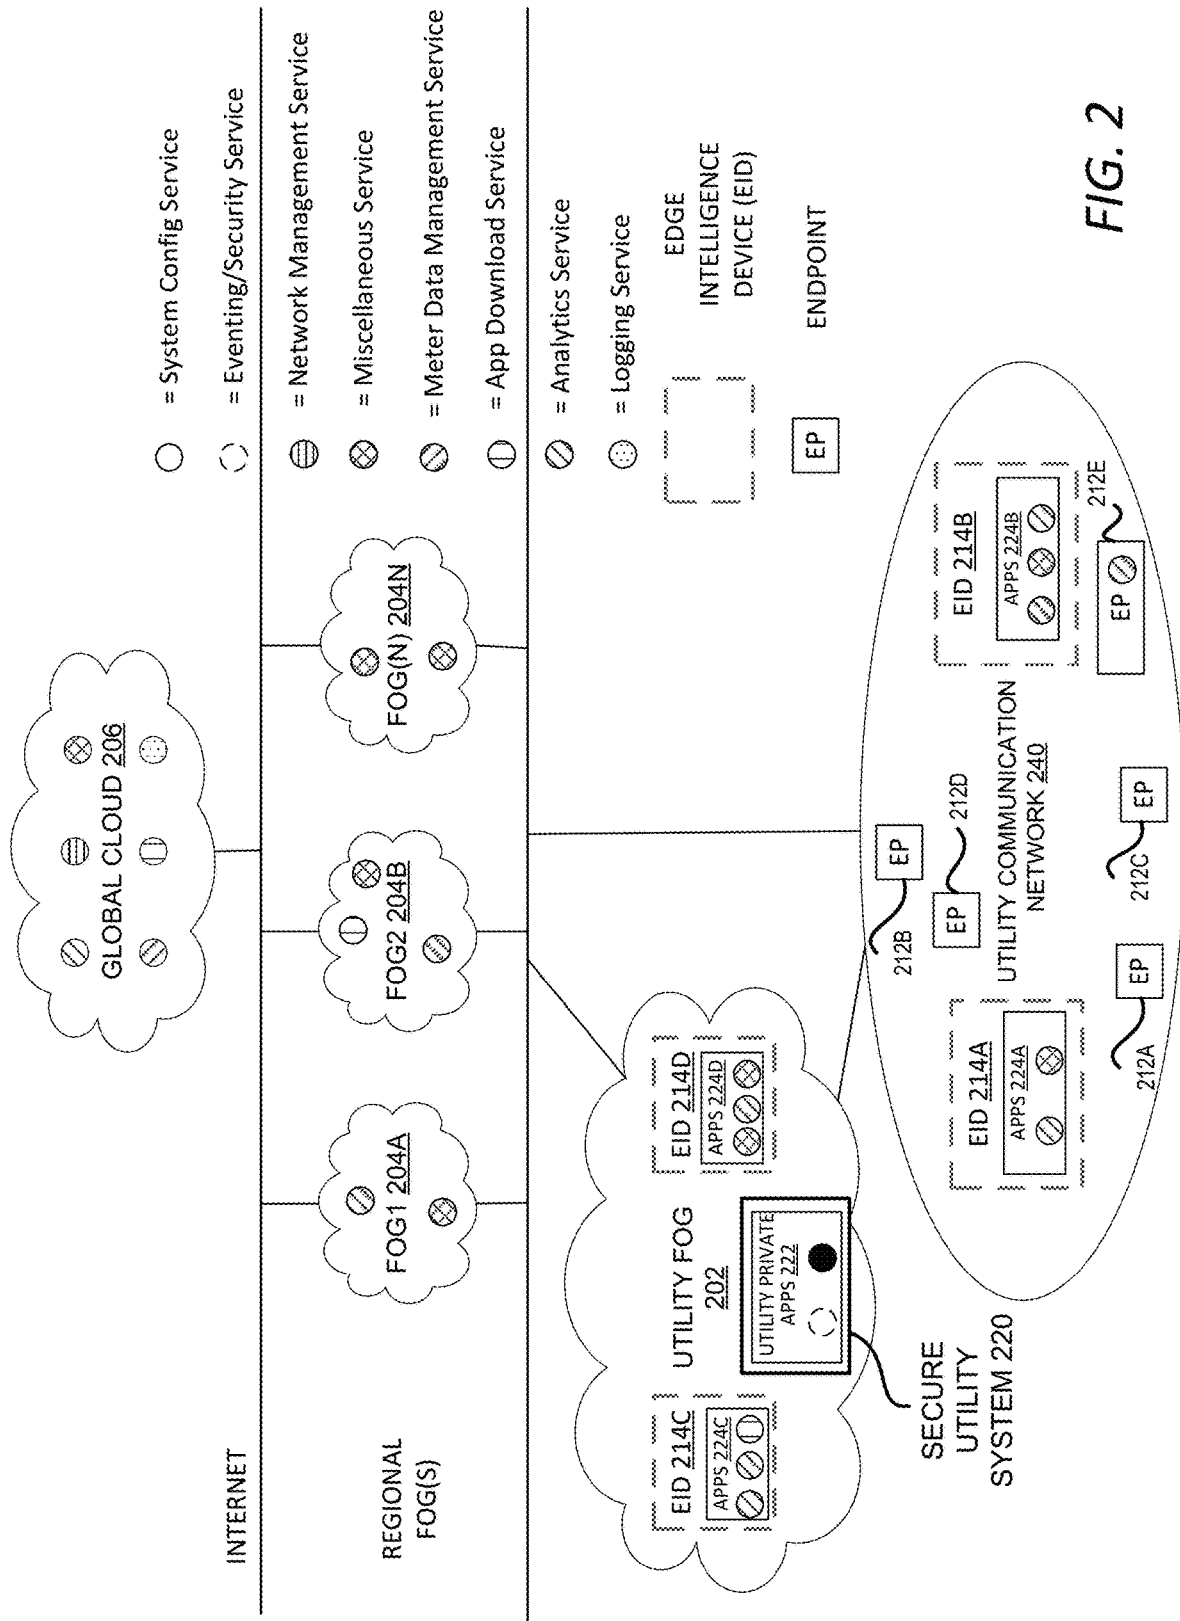 GLOBAL CLOUD 206
INTERNET
REGIONAL
FOG(S)
FOG1 204A
FOG2 204B
FOG(N) 204N
= System Config Service
= Eventing/Security Service
= Network Management Service
= Miscellaneous Service
= Meter Data Management Service
= App Download Service
= Analytics Service
= Logging Service
EDGE
INTELLIGENCE
DEVICE (EID)
EP
ENDPOINT
EID 214C
APPS 224C
UTILITY FOG
202
UTILITY PRIVATE
APPS 222
EID 214D
APPS 224D
SECURE
UTILITY
SYSTEM 220
EP
212B
EP
212D
EID 214A
APPS 224A
UTILITY COMMUNICATION
NETWORK 240
EID 214B
APPS 224B
212E
EP
EP
212A
EP
212C
FIG. 2